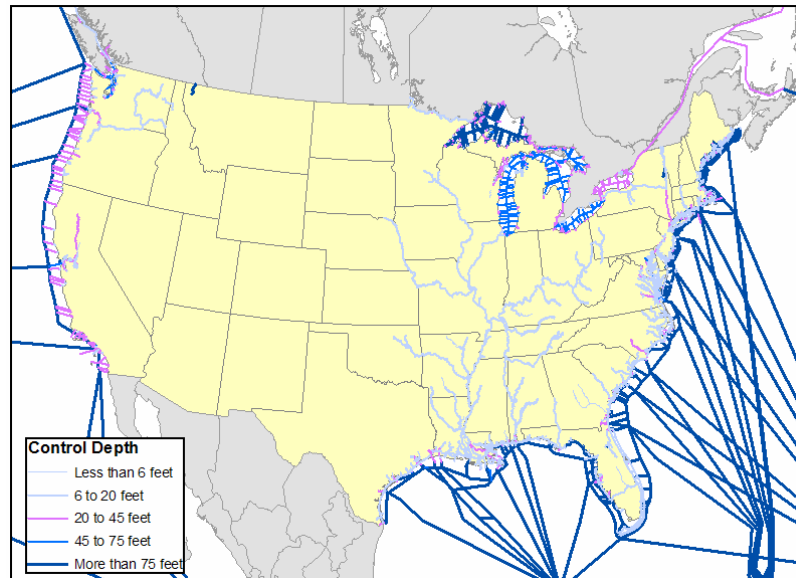 Control Depth
Less than 6 feet
6 to 20 feet
20 to 45 feet
45 to 75 feet
More than 75 feet